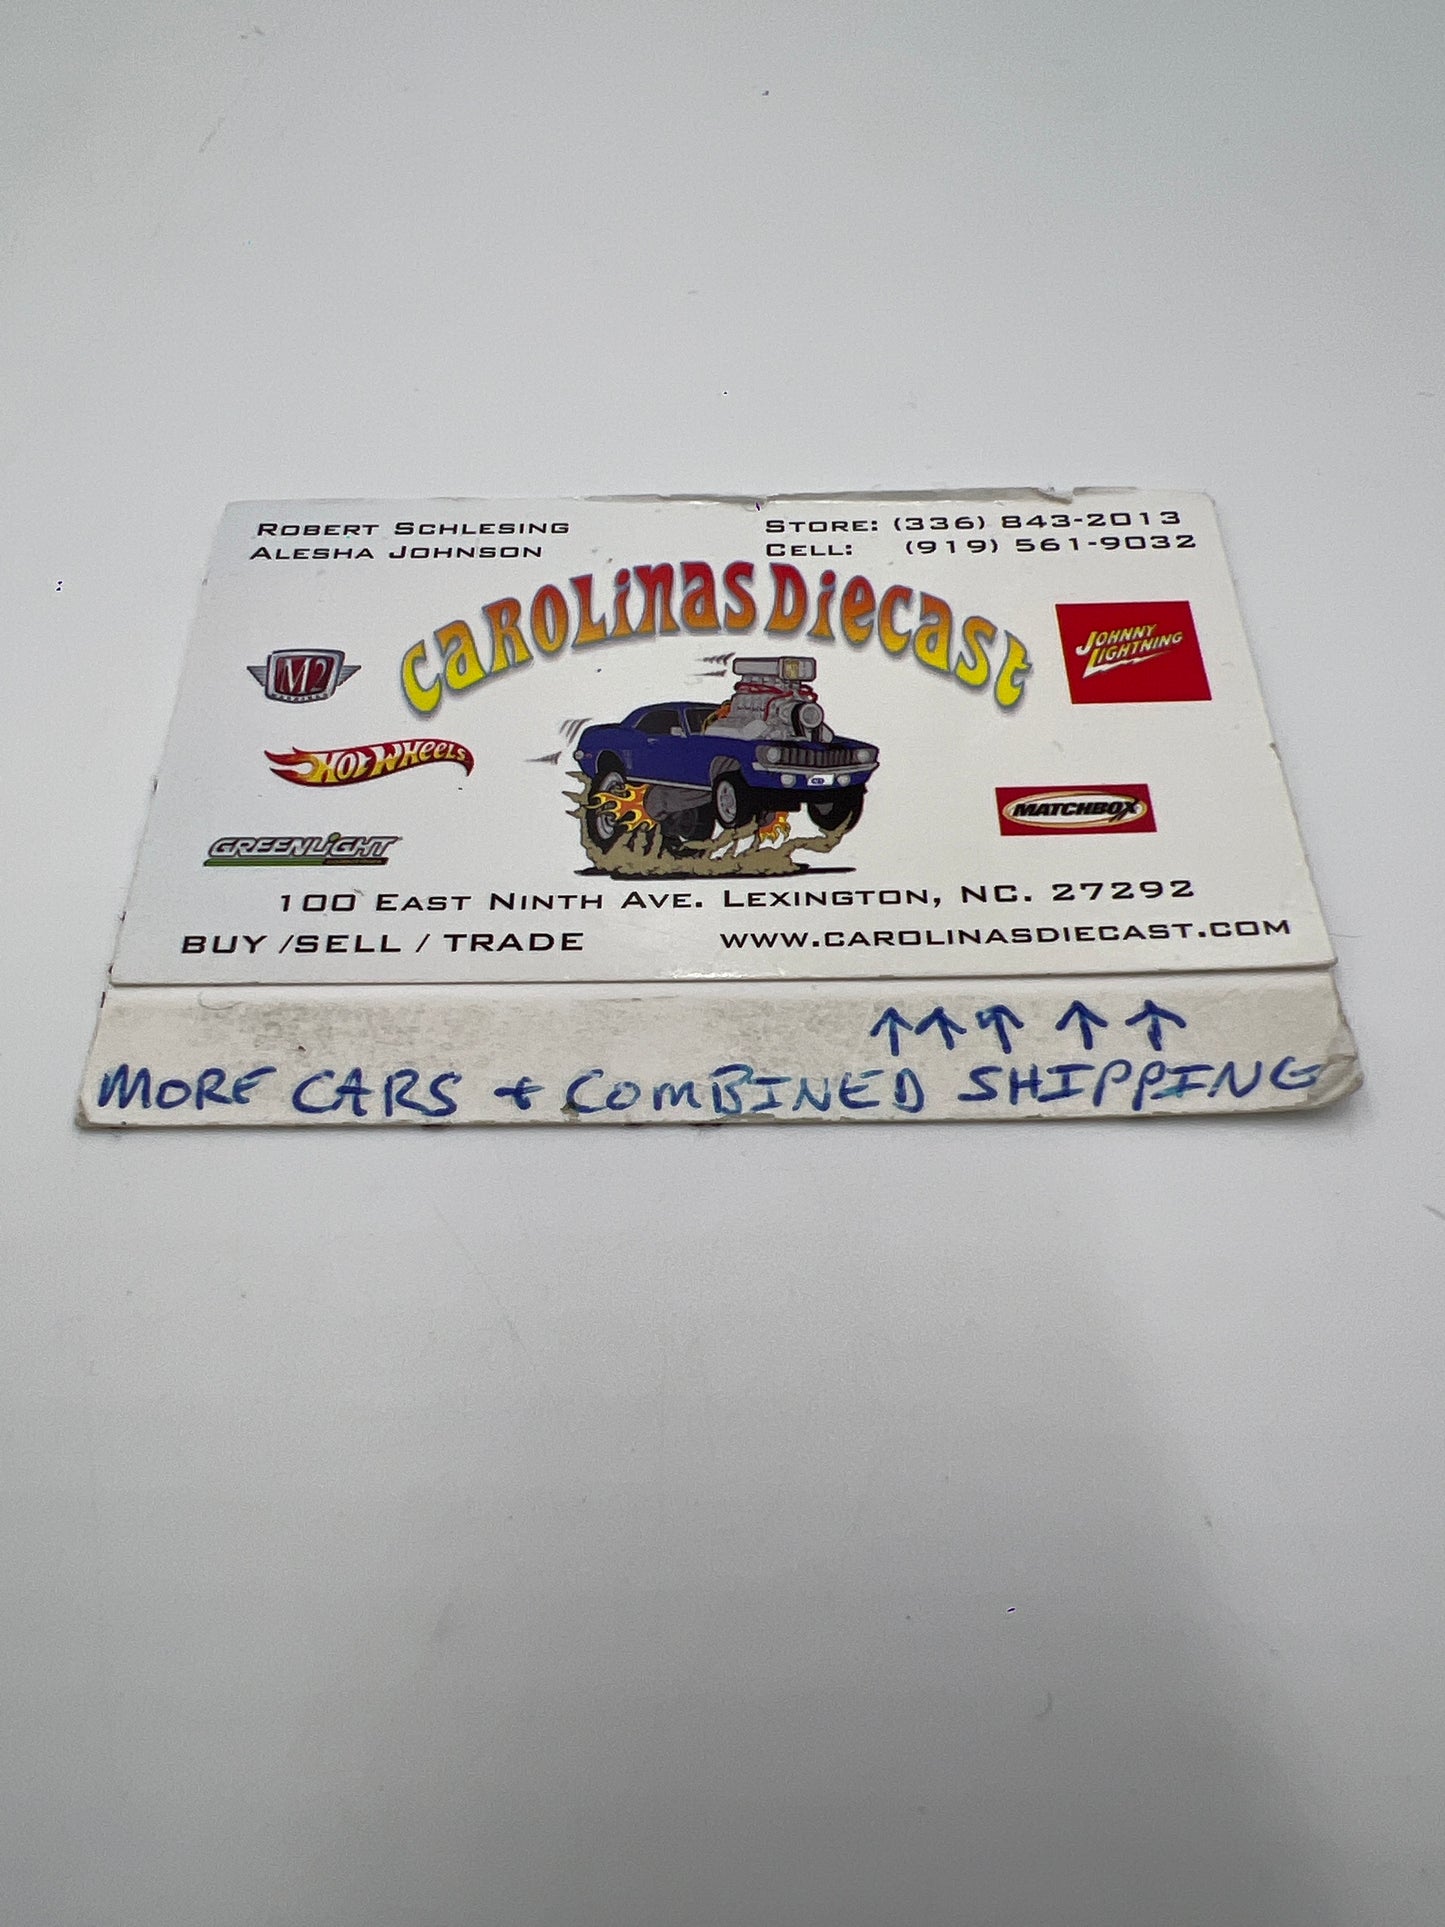 ROBERT SCHLESING
ALESHA JOHNSON
STORE: (336) 843-2013
CELL: (919) 561-9032
CAROLINAS DIECAST
M2
JOHNNY LIGHTNING
HOT WHEELS
MATCHBOX
GREENLIGHT
100 EAST NINTH AVE. LEXINGTON, NC. 27292
BUY /SELL / TRADE
WWW.CAROLINASDIECAST.COM
↑↑↑ ↑ ↑
MORE CARS + COMBINED SHIPPING